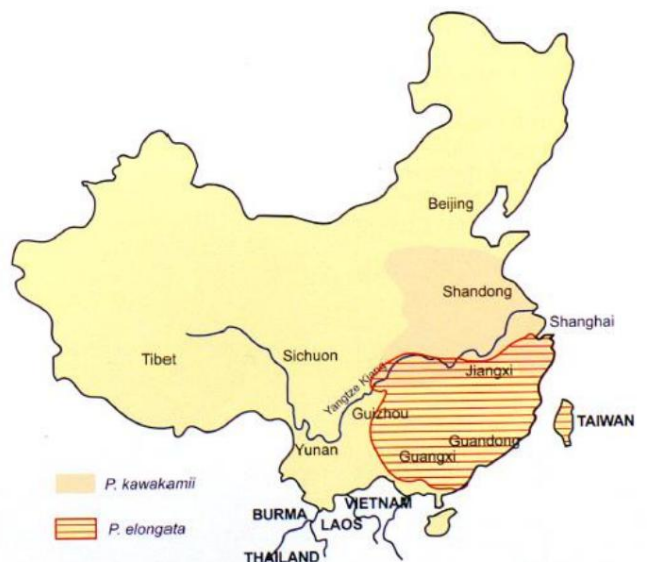 Beijing
Shandong
Shanghai
Tibet
Sichuon
Yangtze Kiang
Jiangxi
Guizhou
TAIWAN
Guandong
Yunan
Guangxi
P. kawakamii
VIETNAM
BURMA
LAOS
P. elongata
THAILAND